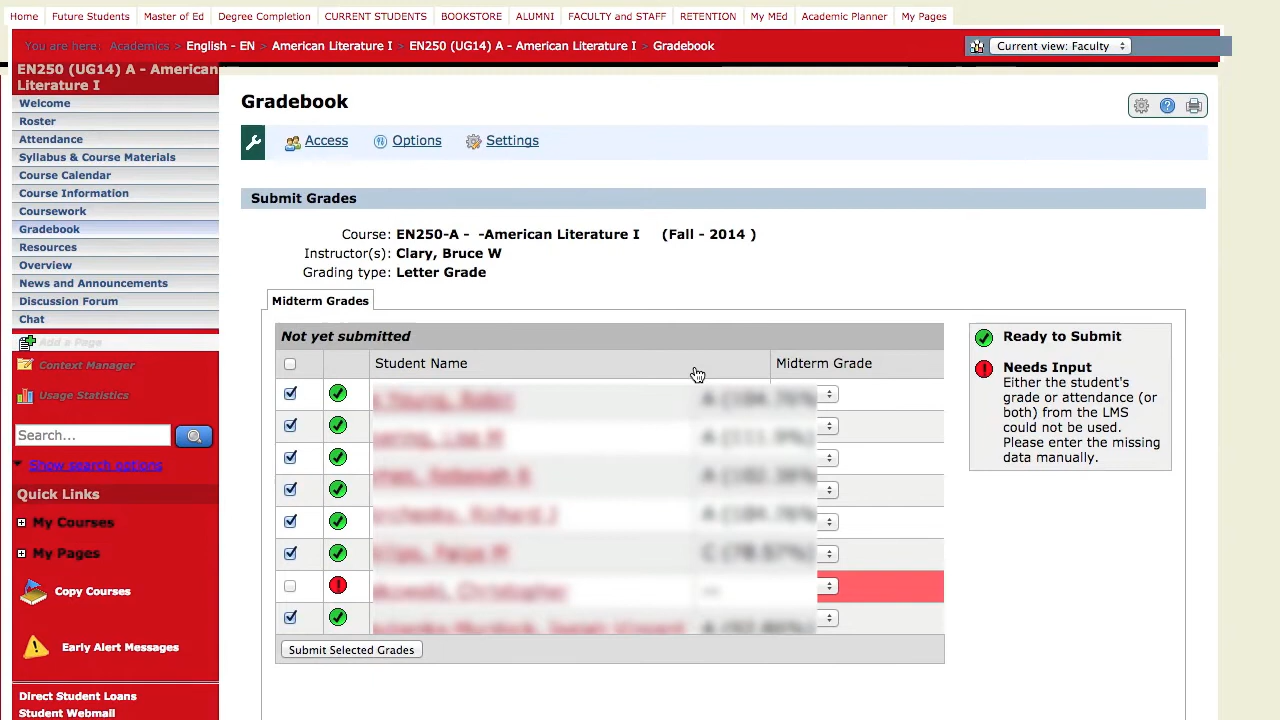 Home Future Students Master of Ed Degree Completion CURRENT STUDENTS BOOKSTORE ALUMNI FACULTY and STAFF RETENTION My MEd Academic Planner My Pages
You are here: Academics > English - EN > American Literature I > EN250 (UG14) A - American Literature I > Gradebook
Current view: Faculty
EN250 (UG14) A - American
Literature I
Welcome
Roster
Attendance
Syllabus & Course Materials
Course Calendar
Course Information
Coursework
Gradebook
Resources
Overview
News and Announcements
Discussion Forum
Chat
Add a Page
Context Manager
Usage Statistics
Search...
Show search options
Quick Links
My Courses
My Pages
Copy Courses
Early Alert Messages
Direct Student Loans
Student Webmail
Gradebook
Access Options Settings
Submit Grades
Course: EN250-A - -American Literature I (Fall - 2014 )
Instructor(s): Clary, Bruce W
Grading type: Letter Grade
Midterm Grades
Not yet submitted
Student Name Midterm Grade
Submit Selected Grades
Ready to Submit
Needs Input
Either the student's
grade or attendance (or
both) from the LMS
could not be used.
Please enter the missing
data manually.